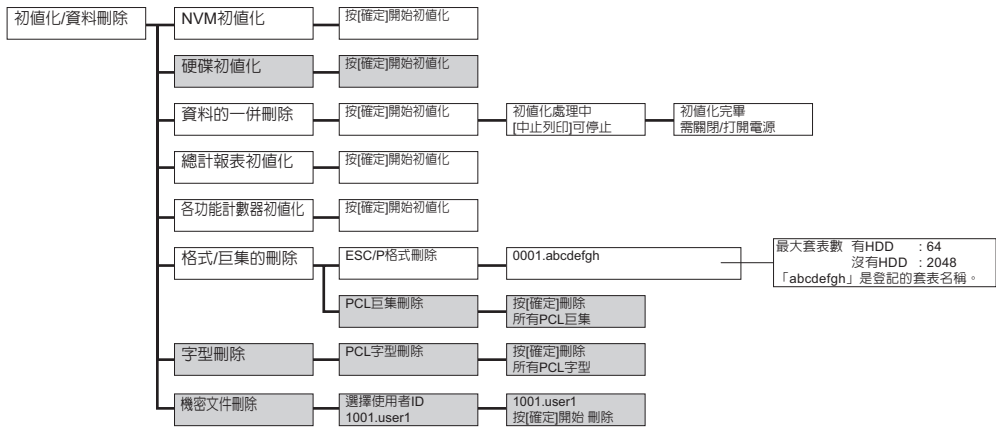 初值化/資料刪除
NVM初值化
按[確定]開始初值化
硬碟初值化
按[確定]開始初值化
資料的一併刪除
按[確定]開始初值化
初值化處理中
[中止列印]可停止
初值化完畢
需關閉/打開電源
總計報表初值化
按[確定]開始初值化
各功能計數器初值化
按[確定]開始初值化
格式/巨集的刪除
ESC/P格式刪除
0001.abcdefgh
最大套表數 有HDD : 64
沒有HDD : 2048
「abcdefgh」是登記的套表名稱。
PCL巨集刪除
按[確定]刪除
所有PCL巨集
字型刪除
PCL字型刪除
按[確定]刪除
所有PCL字型
機密文件刪除
選擇使用者ID
1001.user1
1001.user1
按[確定]開始 刪除